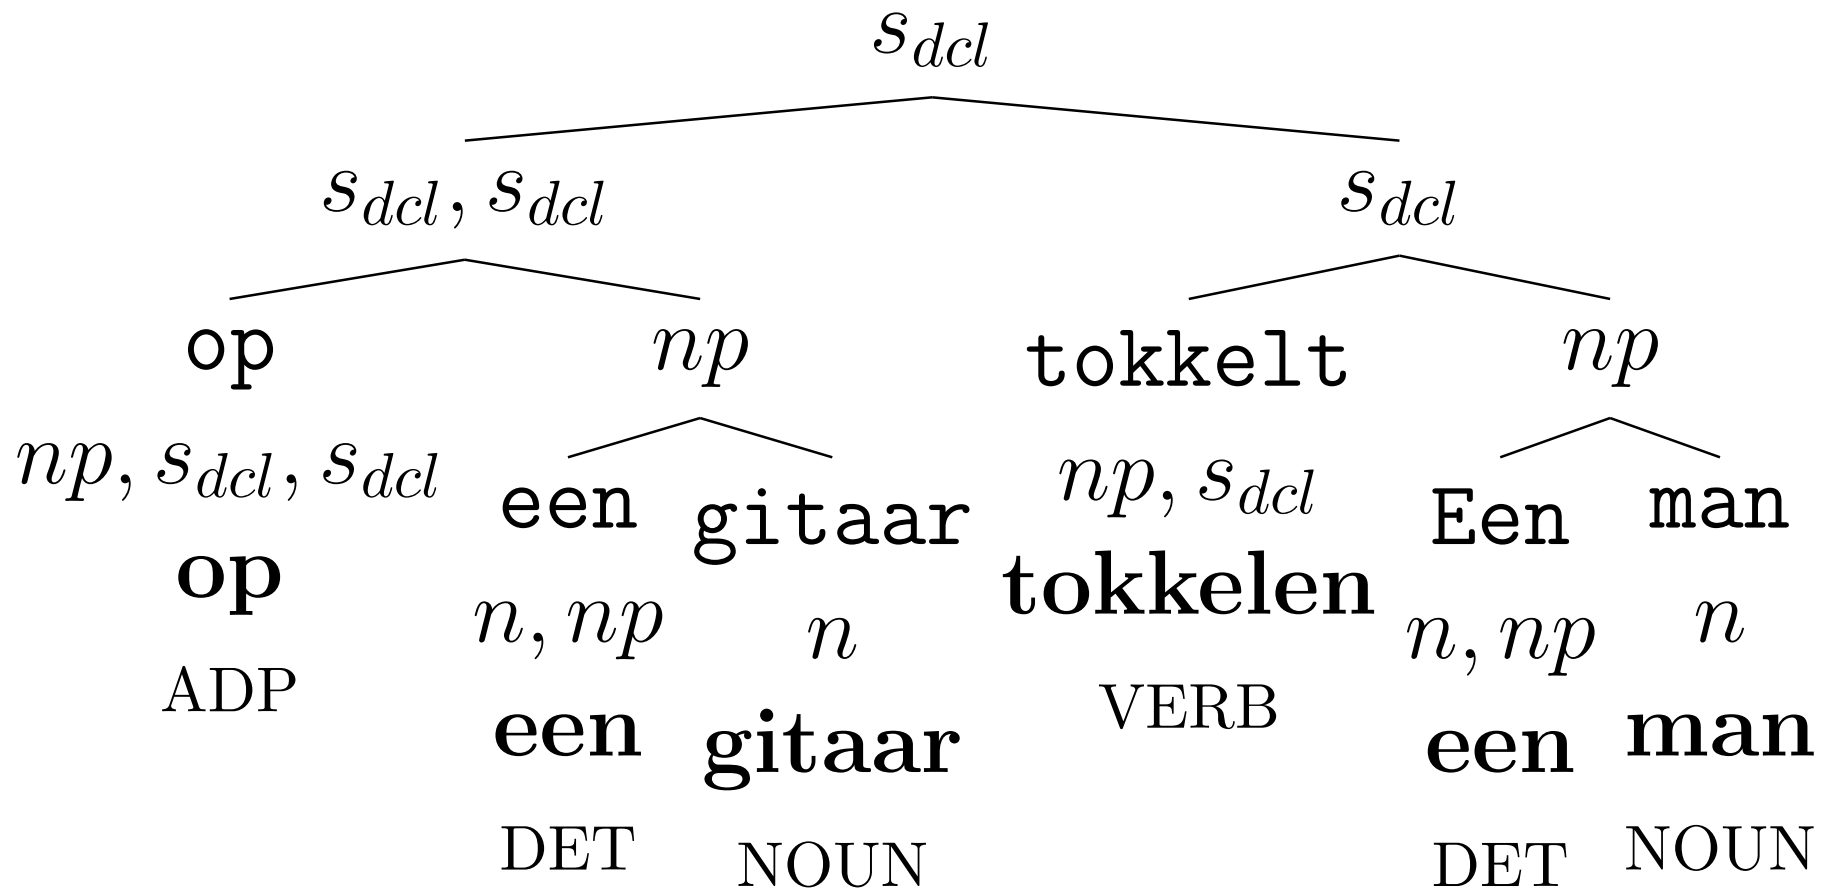 s_dcl
s_dcl, s_dcl s_dcl
op np tokkelt np
np, s_dcl, s_dcl een gitaar np, s_dcl Een man
op n, np n tokkelen n, np n
ADP een gitaar VERB een man
DET NOUN DET NOUN